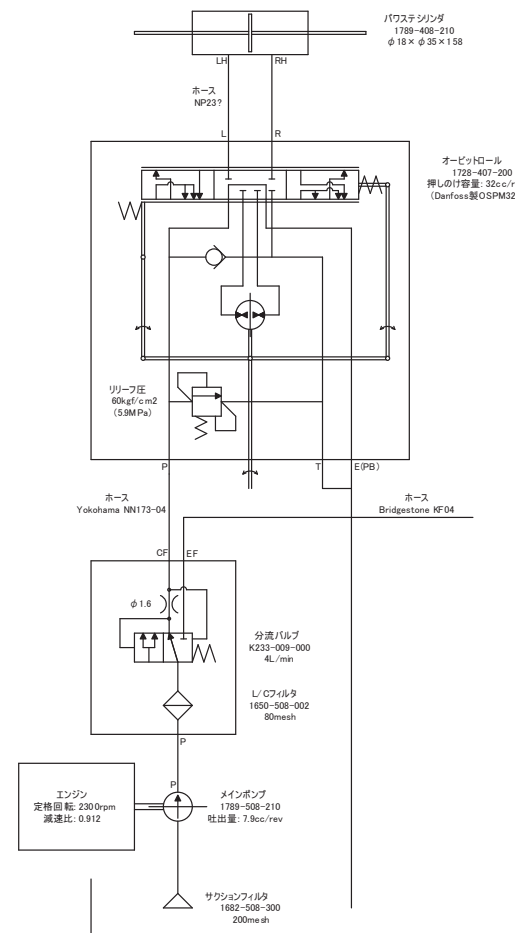 パワステシリンダ
1789-408-210
φ18×φ35×158
LH
RH
ホース
NP23?
L
R
オービットロール
1728-407-200
押しのけ容量: 32cc/r
（Danfoss製OSPM32
リリーフ圧
60kgf/cm2
（5.9MPa）
P
T
E(PB)
ホース
Yokohama NN173-04
ホース
Bridgestone KF04
CF
EF
φ1.6
分流バルブ
K233-009-000
4L/min
L/Cフィルタ
1650-508-002
80mesh
P
P
エンジン
定格回転: 2300rpm
減速比: 0.912
メインポンプ
1789-508-210
吐出量: 7.9cc/rev
サクションフィルタ
1682-508-300
200mesh